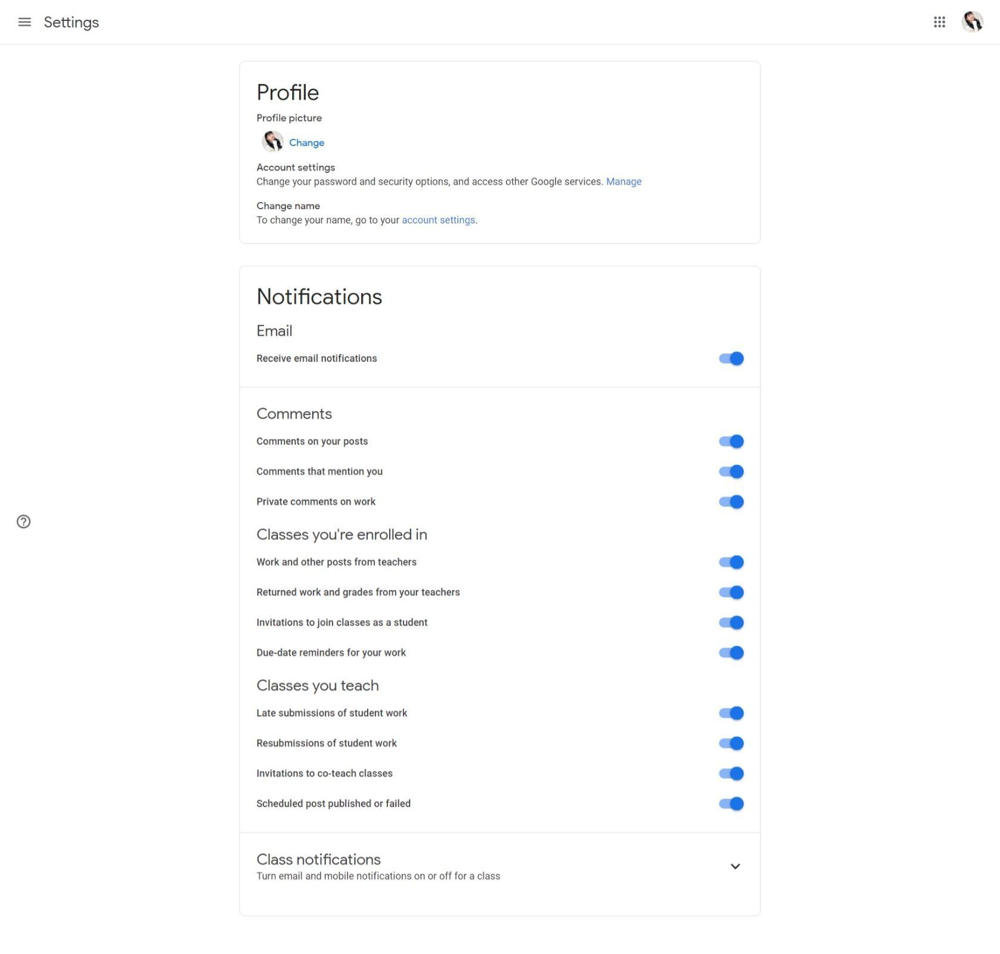 Settings
Profile
Profile picture
Change
Account settings
Change your password and security options, and access other Google services. Manage
Change name
To change your name, go to your account settings.
Notifications
Email
Receive email notifications
Comments
Comments on your posts
Comments that mention you
Private comments on work
Classes you're enrolled in
Work and other posts from teachers
Returned work and grades from your teachers
Invitations to join classes as a student
Due-date reminders for your work
Classes you teach
Late submissions of student work
Resubmissions of student work
Invitations to co-teach classes
Scheduled post published or failed
Class notifications
Turn email and mobile notifications on or off for a class